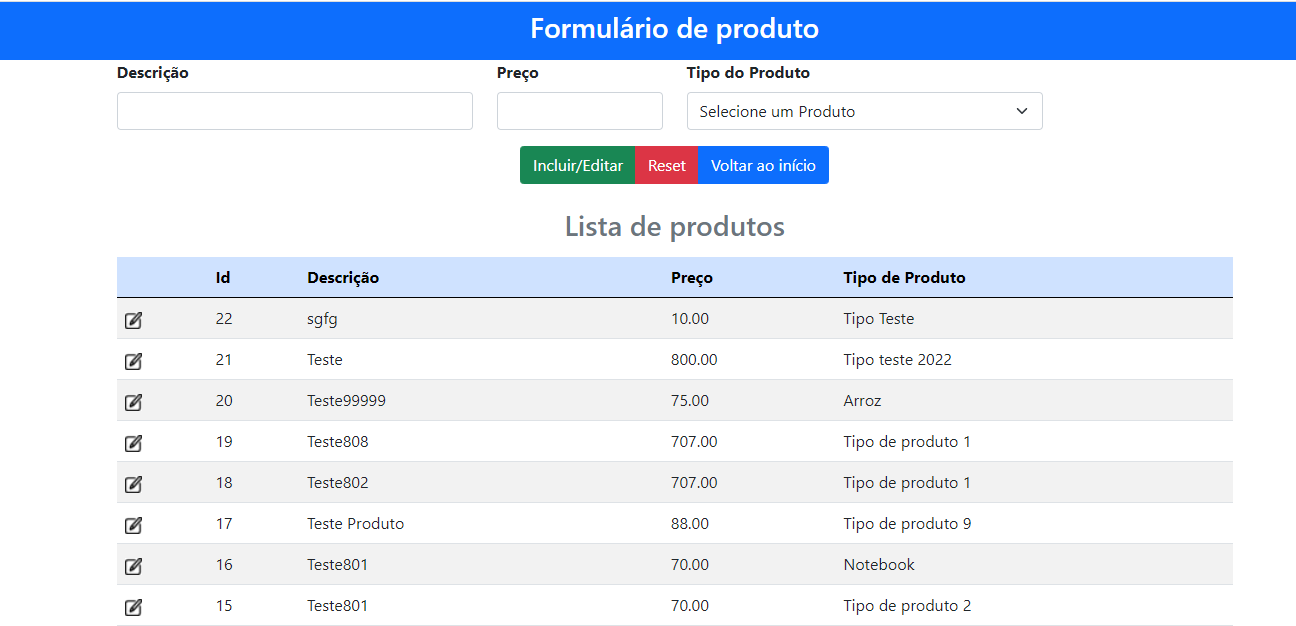 Formulário de produto
Descrição Preço Tipo do Produto
Selecione um Produto
Incluir/Editar Reset Voltar ao início
Lista de produtos
Id Descrição Preço Tipo de Produto
22 sgfg 10.00 Tipo Teste
21 Teste 800.00 Tipo teste 2022
20 Teste99999 75.00 Arroz
19 Teste808 707.00 Tipo de produto 1
18 Teste802 707.00 Tipo de produto 1
17 Teste Produto 88.00 Tipo de produto 9
16 Teste801 70.00 Notebook
15 Teste801 70.00 Tipo de produto 2